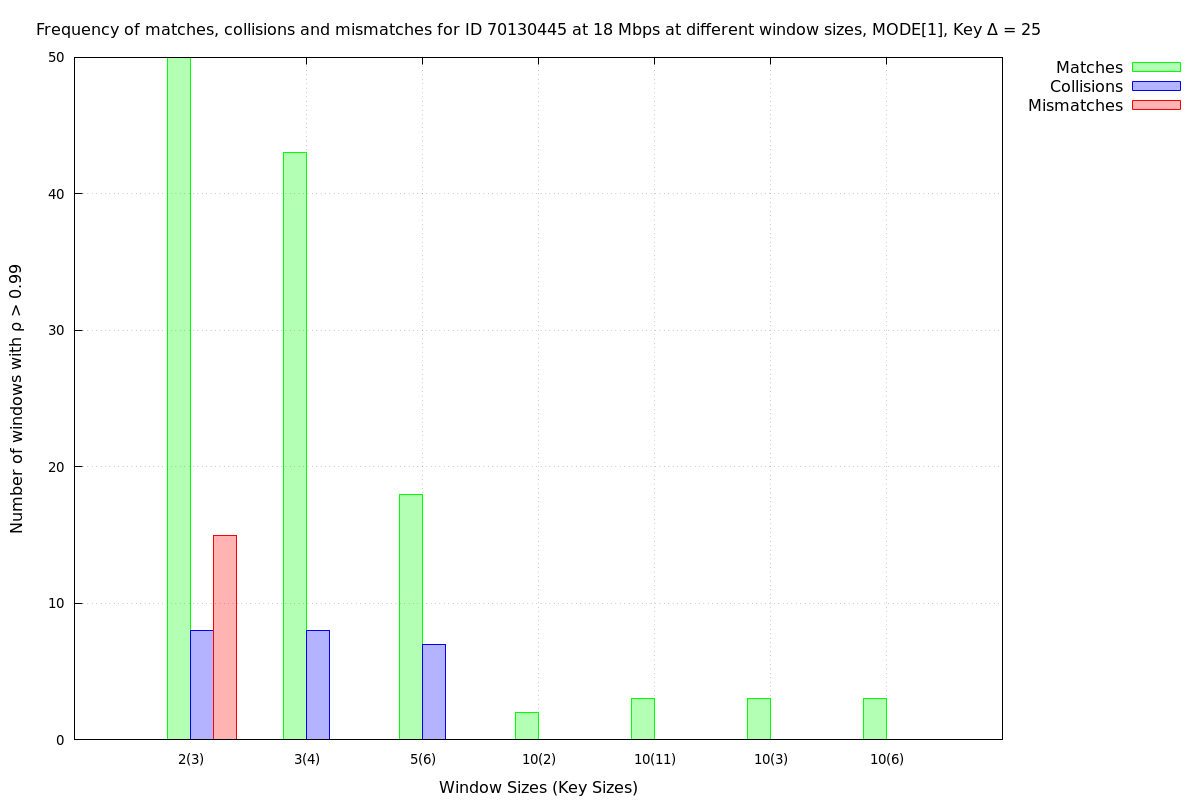 Frequency of matches, collisions and mismatches for ID 70130445 at 18 Mbps at different window sizes, MODE[1], Key Δ = 25
Matches
Collisions
Mismatches
Number of windows with ρ > 0.99
50
40
30
20
10
0
2(3) 3(4) 5(6) 10(2) 10(11) 10(3) 10(6)
Window Sizes (Key Sizes)